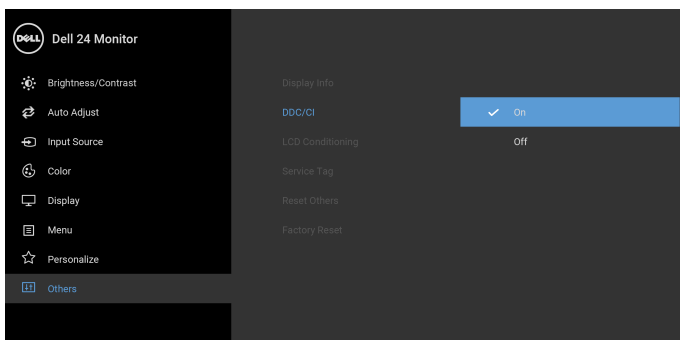 DELL
Dell 24 Monitor
Brightness/Contrast
Auto Adjust
Input Source
Color
Display
Menu
Personalize
Others
Display Info
DDC/CI
LCD Conditioning
Service Tag
Reset Others
Factory Reset
On
Off